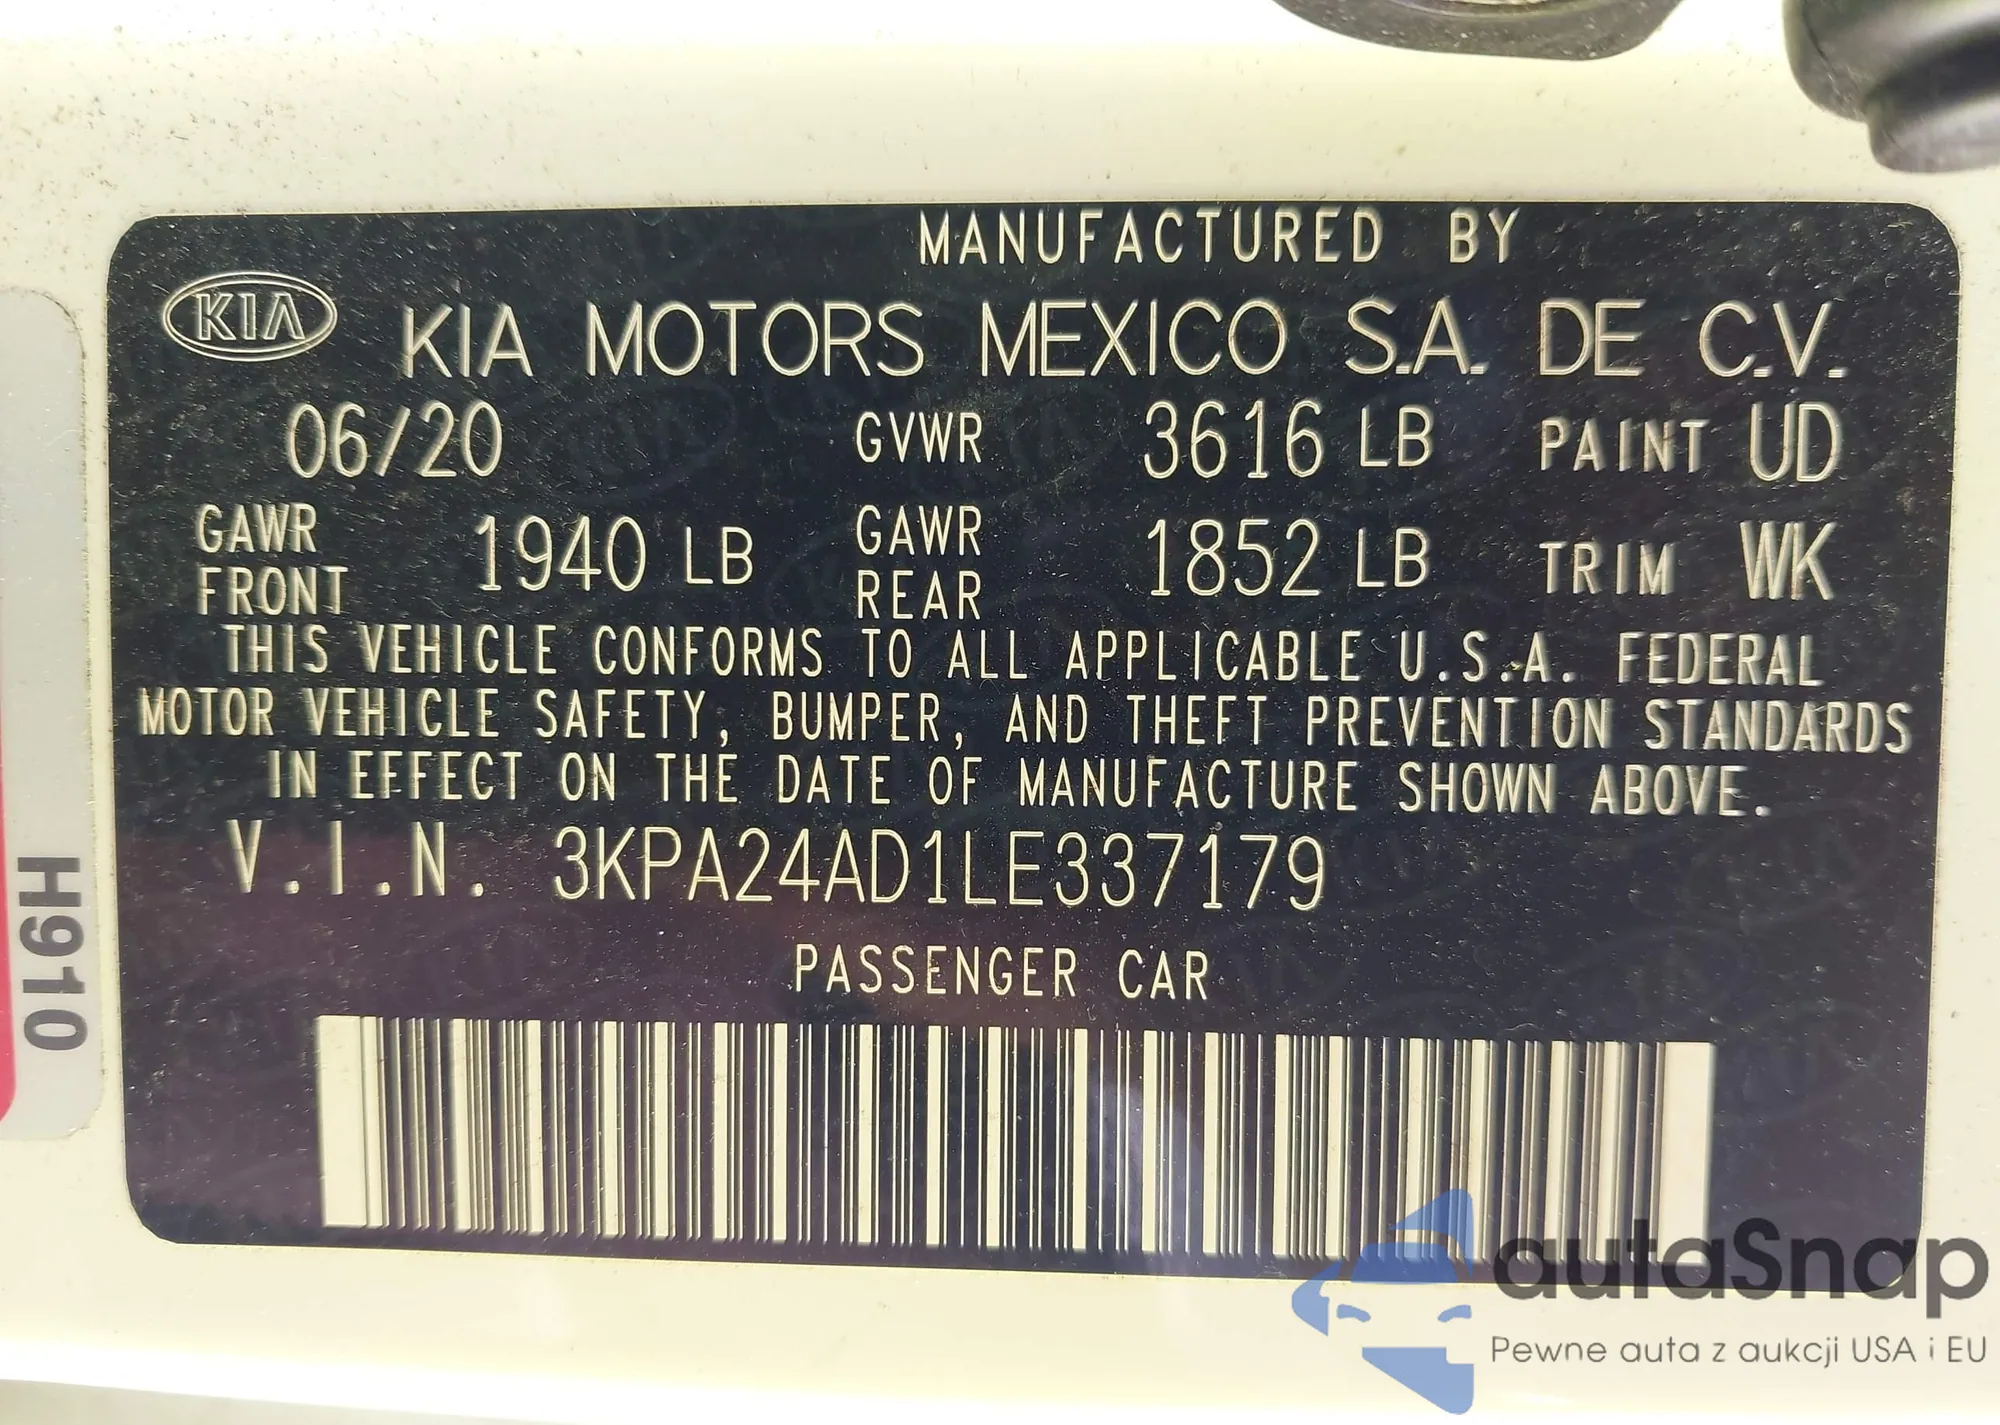 MANUFACTURED BY
KIA KIA MOTORS MEXICO S.A. DE C.V.
06/20 GVWR 3616 LB PAINT UD
GAWR FRONT 1940 LB GAWR REAR 1852 LB TRIM WK
THIS VEHICLE CONFORMS TO ALL APPLICABLE U.S.A. FEDERAL
MOTOR VEHICLE SAFETY, BUMPER, AND THEFT PREVENTION STANDARDS
IN EFFECT ON THE DATE OF MANUFACTURE SHOWN ABOVE.
V.I.N. 3KPA24AD1LE337179
PASSENGER CAR
H910
autaSnap
Pewne auta z aukcji USA i EU